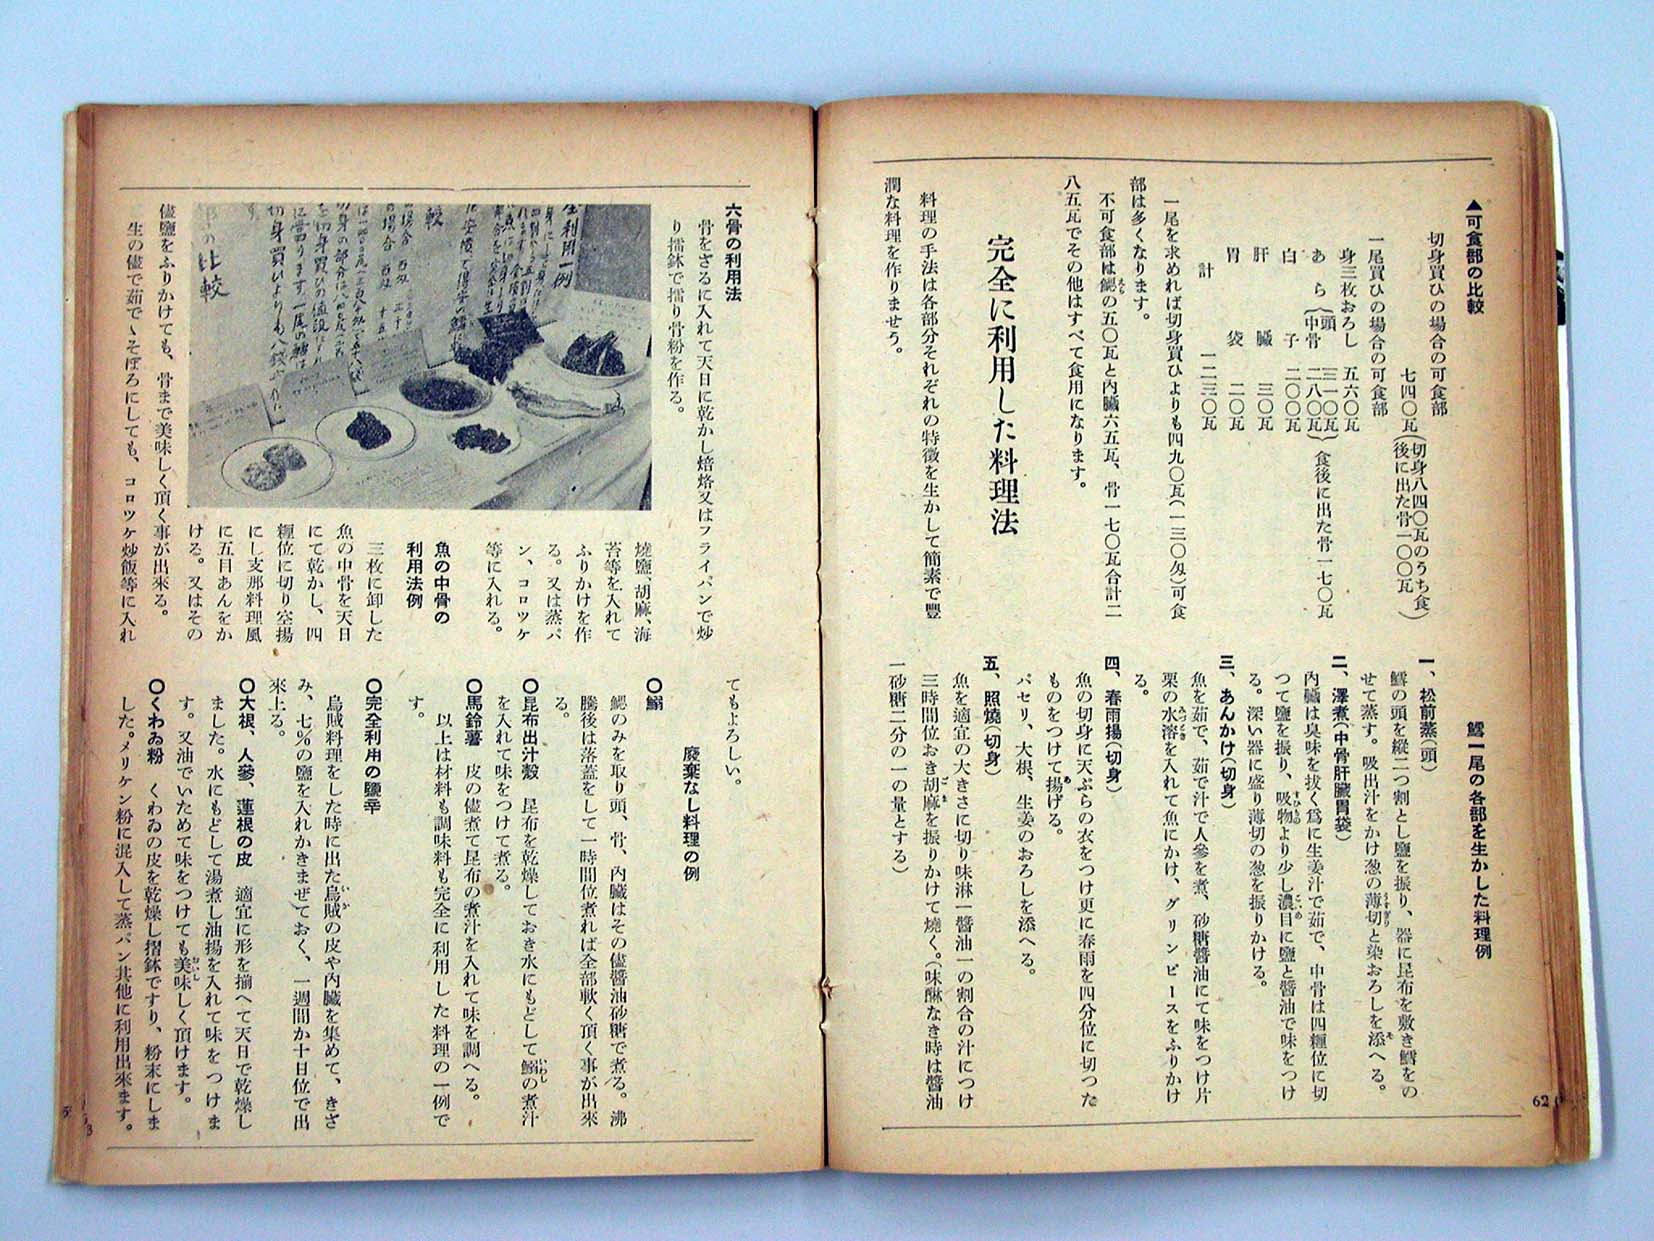 ▲可食部の比較
切身買ひの場合の可食部
七四〇瓦(切身八四〇瓦のうち食
後に出た骨一〇〇瓦)
一尾買ひの場合の可食部
身三枚おろし 五六〇瓦
あら(頭 三一〇瓦
中骨 二八〇瓦)食後に出た骨一七〇瓦
白子 二〇〇瓦
肝臓 三〇瓦
胃袋 二〇瓦
計 一二三〇瓦
一尾を求めれば切身買ひよりも四九〇瓦(一三〇匁)可食
部は多くなります。
不可食部は鰓の五〇瓦と内臓六五瓦、骨一七〇瓦合計二
八五瓦でその他はすべて食用になります。
完全に利用した料理法
料理の手法は各部分それぞれの特徴を生かして簡素で豐
潤な料理を作りませう。
鱈一尾の各部を生かした料理例
一、松前蒸(頭)
鱈の頭を縱二つ割とし鹽を振り、器に昆布を敷き鱈をの
せて蒸す。吸出汁をかけ葱の薄切と染おろしを添へる。
二、澤煮(中骨肝臓胃袋)
内臓は臭味を拔く爲に生姜汁で茹で、中骨は四糎位に切
つて鹽を振り、吸物より少し濃目に鹽と醤油で味をつけ
る。深い器に盛り薄切の葱を振りかける。
三、あんかけ(切身)
魚を茹で、茹で汁で人參を煮、砂糖醤油にて味をつけ片
栗の水溶を入れて魚にかけ、グリンピースをふりかけ
る。
四、春雨揚(切身)
魚の切身に天ぷらの衣をつけ更に春雨を四分位に切つた
ものをつけて揚げる。
パセリ、大根、生姜のおろしを添へる。
五、照燒(切身)
魚を適宜の大きさに切り味淋一醤油一の割合の汁につけ
三時間位おき胡麻を振りかけて燒く。(味醂なき時は醤油
一砂糖二分の一の量とする)
62
六骨の利用法
骨をざるに入れて天日に乾かし焙烙又はフライパンで炒
り擂鉢で擂り骨粉を作る。
燒鹽、胡麻、海
苔等を入れて
ふりかけを作
る。又は蒸パ
ン、コロツケ
等に入れる。
魚の中骨の
利用法例
三枚に卸した
魚の中骨を天日
にて乾かし、四
糎位に切り空揚
にし支那料理風
に五目あんをか
ける。又はその
儘鹽をふりかけても、骨まで美味しく頂く事が出來る。
生の儘で茹でゝそぼろにしても、コロツケ炒飯等に入れ
てもよろしい。
廢棄なし料理の例
〇鰯
鰓のみを取り頭、骨、内臓はその儘醤油砂糖で煮る。沸
騰後は落蓋をして一時間位煮れば全部軟く頂く事が出來
る。
〇昆布出汁殼 昆布を乾燥しておき水にもどして鰯の煮汁
を入れて味をつけて煮る。
〇馬鈴薯 皮の儘煮て昆布の煮汁を入れて味を調へる。
以上は材料も調味料も完全に利用した料理の一例で
す。
〇完全利用の鹽辛
烏賊料理をした時に出た烏賊の皮や内臓を集めて、きざ
み、七%の鹽を入れかきまぜておく、一週間か十日位で出
來上る。
〇大根、人參、蓮根の皮 適宜に形を揃へて天日で乾燥し
ました。水にもどして湯煮し油揚を入れて味をつけま
す。又油でいためて味をつけても美味しく頂けます。
〇くわゐ粉 くわゐの皮を乾燥し摺鉢ですり、粉末にしま
した。メリケン粉に混入して蒸パン其他に利用出來ます。